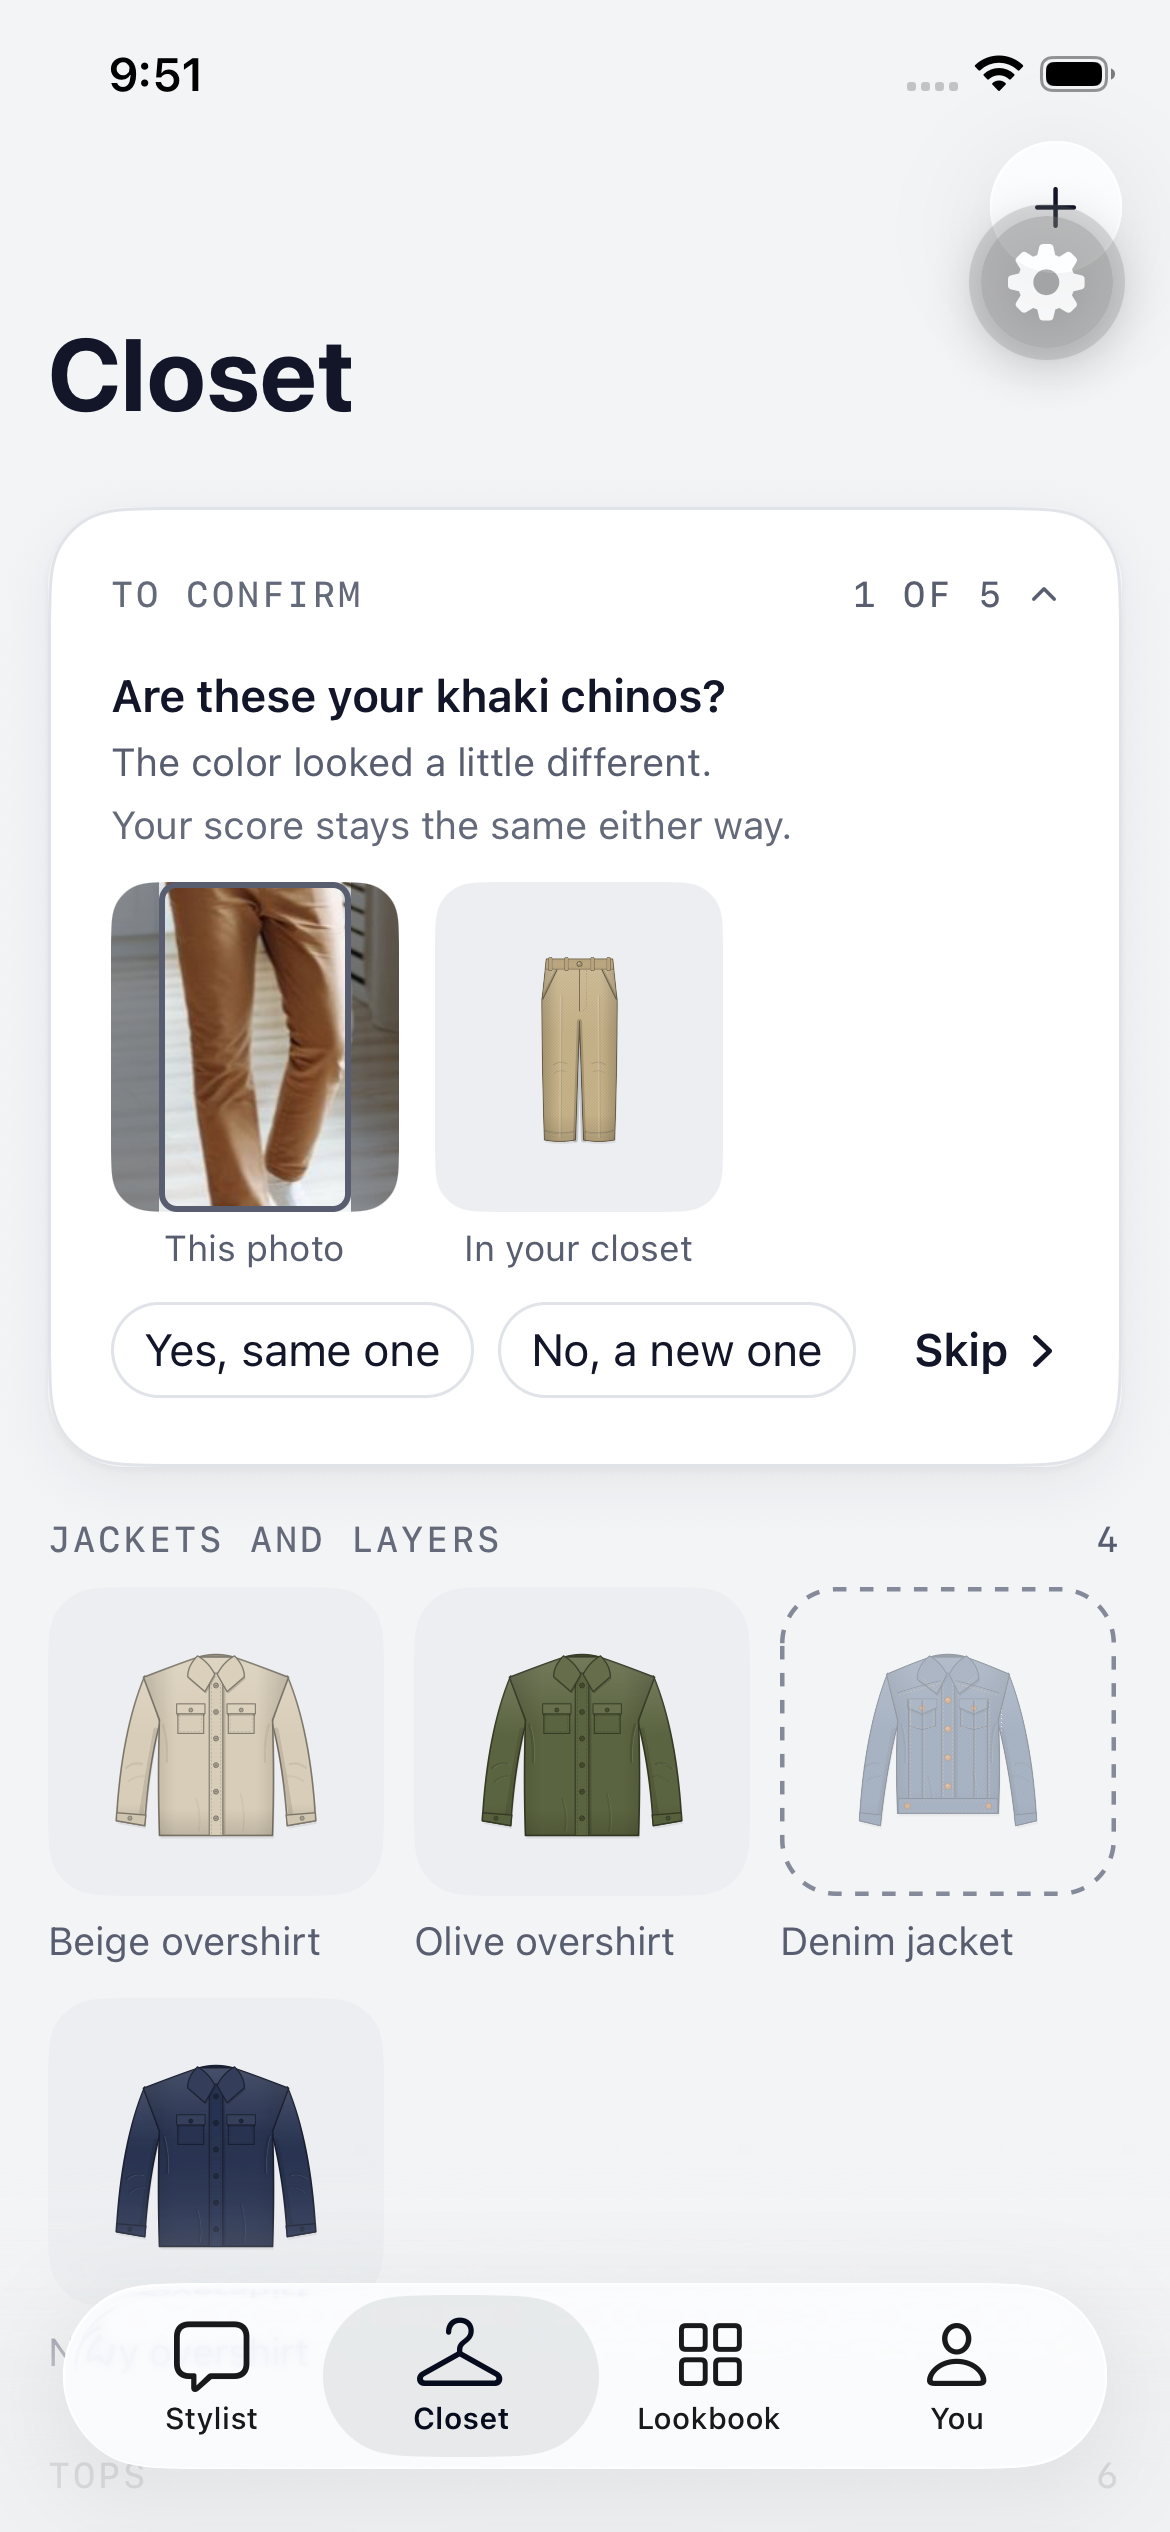 9:51
Closet
TO CONFIRM
1 OF 5
Are these your khaki chinos?
The color looked a little different.
Your score stays the same either way.
This photo
In your closet
Yes, same one
No, a new one
Skip
JACKETS AND LAYERS
4
Beige overshirt
Olive overshirt
Denim jacket
overshirt
Stylist
Closet
Lookbook
You
TOPS
6